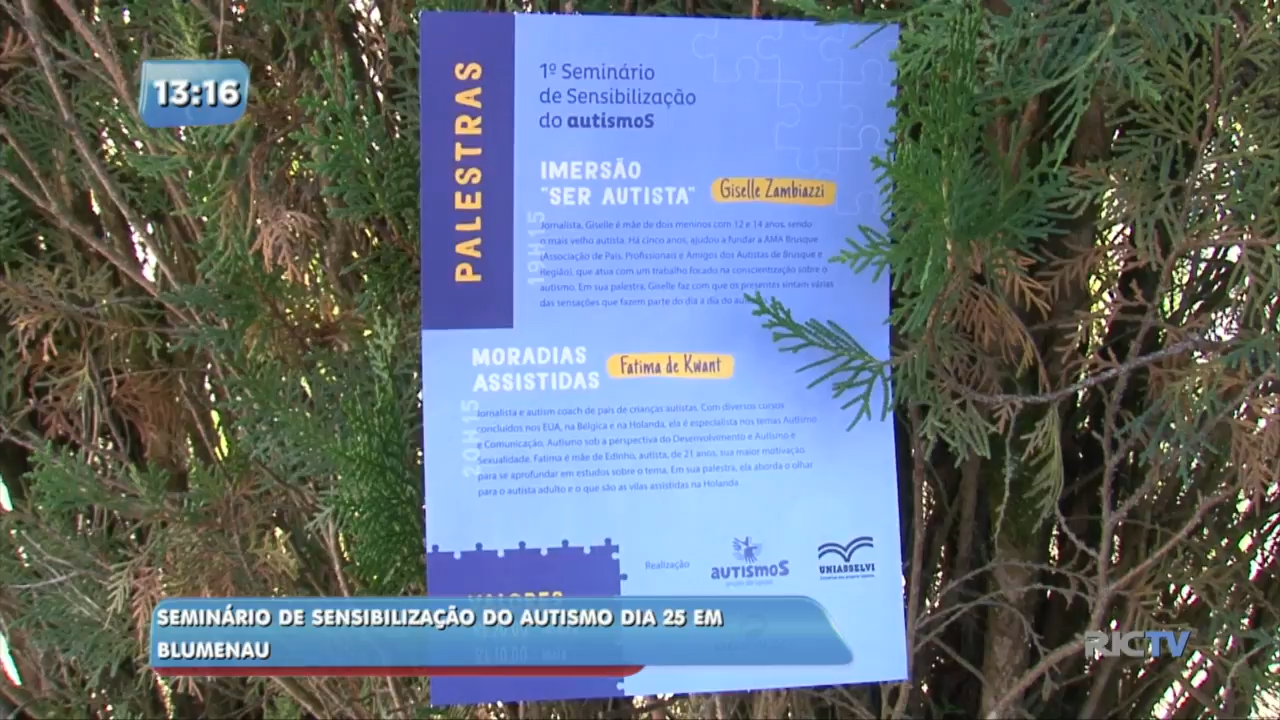 13:16
PALESTRAS
1º Seminário
de Sensibilização
do autismoS
IMERSÃO
"SER AUTISTA"
Giselle Zambiazzi
19H15
Jornalista, Giselle é mãe de dois meninos com 12 e 14 anos, sendo
o mais velho autista. Há cinco anos, ajudou a fundar a AMA Brusque
(Associação de Pais, Profissionais e Amigos dos Autistas de Brusque e
Região), que atua com um trabalho focado na conscientização sobre o
autismo. Em sua palestra, Giselle faz com que os presentes sintam várias
das sensações que fazem parte do dia a dia do
MORADIAS
ASSISTIDAS
Fatima de Kwant
20H15
Jornalista e autism coach de pais de crianças autistas. Com diversos cursos
concluídos nos EUA, na Bélgica e na Holanda, ela é especialista nos temas Autismo
e Comunicação, Autismo sob a perspectiva do Desenvolvimento e Autismo e
Sexualidade. Fatima é mãe de Edinho, autista, de 21 anos, sua maior motivação
para se aprofundar em estudos sobre o tema. Em sua palestra, ela aborda o olhar
para o autista adulto e o que são as vilas assistidas na Holanda
Realização
autismoS
UNIASSELVI
VALORES
SEMINÁRIO DE SENSIBILIZAÇÃO DO AUTISMO DIA 25 EM
BLUMENAU
RICTV